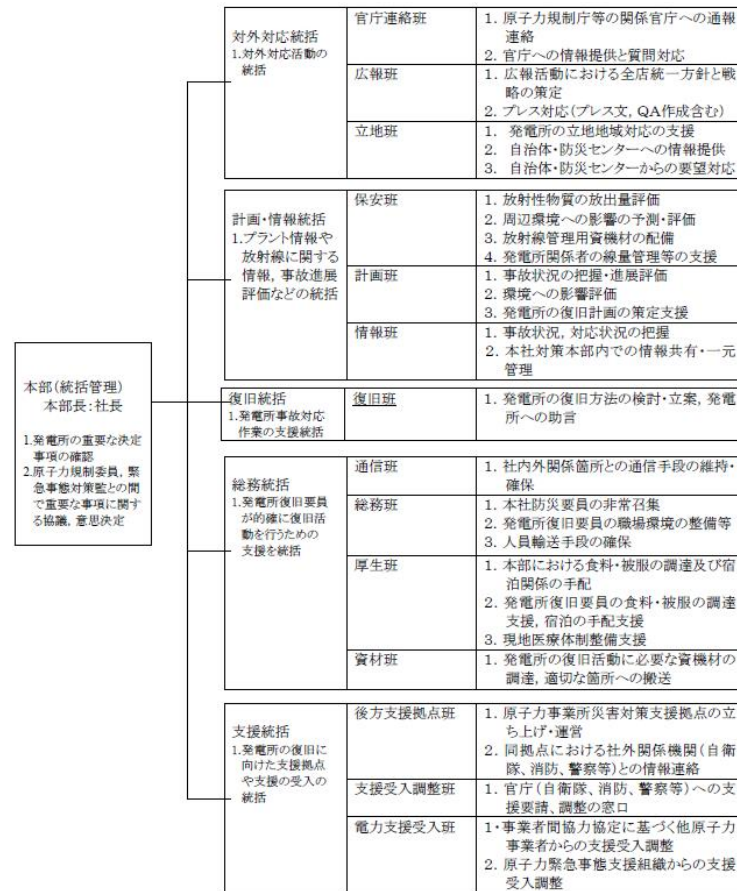 本部(統括管理)
本部長:社長
1.発電所の重要な決定
事項の確認
2.原子力規制委員,緊
急事態対策監との間
で重要な事項に関す
る協議,意思決定
対外対応統括
1.対外対応活動の
統括
官庁連絡班
1. 原子力規制庁等の関係官庁への通報
連絡
2. 官庁への情報提供と質問対応
広報班
1. 広報活動における全店統一方針と戦
略の策定
2. プレス対応(プレス文,QA作成含む)
立地班
1. 発電所の立地地域対応の支援
2. 自治体・防災センターへの情報提供
3. 自治体・防災センターからの要望対応
計画・情報統括
1.プラント情報や
放射線に関する
情報,事故進展
評価などの統括
保安班
1. 放射性物質の放出量評価
2. 周辺環境への影響の予測・評価
3. 放射線管理用資機材の配備
4. 発電所関係者の線量管理等の支援
計画班
1. 事故状況の把握・進展評価
2. 環境への影響評価
3. 発電所の復旧計画の策定支援
情報班
1. 事故状況,対応状況の把握
2. 本社対策本部内での情報共有・一元
管理
復旧統括
1.発電所事故対応
作業の支援統括
復旧班
1. 発電所の復旧方法の検討・立案,発電
所への助言
総務統括
1.発電所復旧要員
が的確に復旧活
動を行うための
支援を統括
通信班
1. 社内外関係箇所との通信手段の維持・
確保
総務班
1. 本社防災要員の非常召集
2. 発電所復旧要員の職場環境の整備等
3. 人員輸送手段の確保
厚生班
1. 本部における食料・被服の調達及び宿
泊関係の手配
2. 発電所復旧要員の食料・被服の調達
支援,宿泊の手配支援
3. 現地医療体制整備支援
資材班
1. 発電所の復旧活動に必要な資機材の
調達,適切な箇所への搬送
支援統括
1.発電所の復旧に
向けた支援拠点
や支援の受入の
統括
後方支援拠点班
1. 原子力事業所災害対策支援拠点の立
ち上げ・運営
2. 同拠点における社外関係機関(自衛
隊、消防、警察等)との情報連絡
支援受入調整班
1. 官庁(自衛隊、消防、警察等)への支
援要請、調整の窓口
電力支援受入班
1・事業者間協力協定に基づく他原子力
事業者からの支援受入調整
2. 原子力緊急事態支援組織からの支援
受入調整